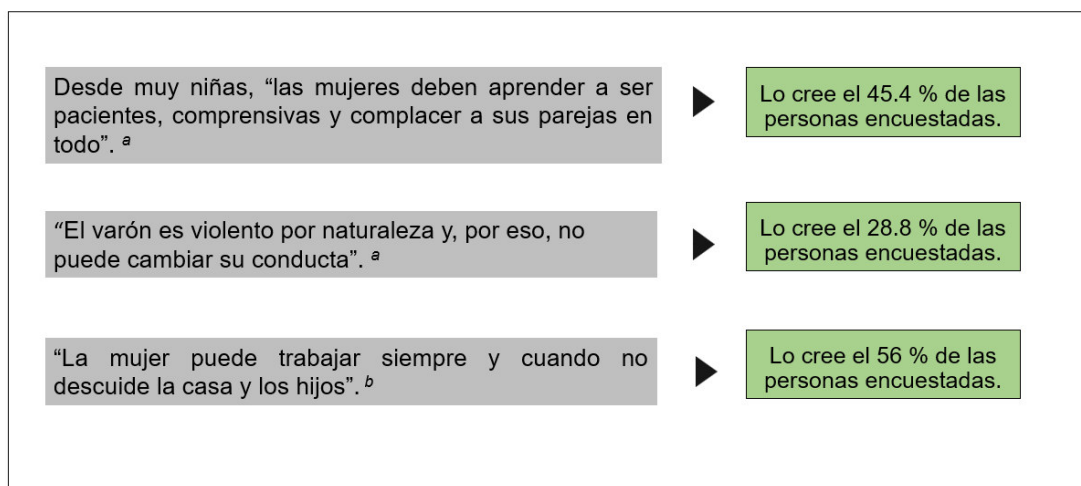 Desde muy niñas, “las mujeres deben aprender a ser
pacientes, comprensivas y complacer a sus parejas en
todo”. a
Lo cree el 45.4 % de las
personas encuestadas.
“El varón es violento por naturaleza y, por eso, no
puede cambiar su conducta”. a
Lo cree el 28.8 % de las
personas encuestadas.
“La mujer puede trabajar siempre y cuando no
descuide la casa y los hijos”. b
Lo cree el 56 % de las
personas encuestadas.